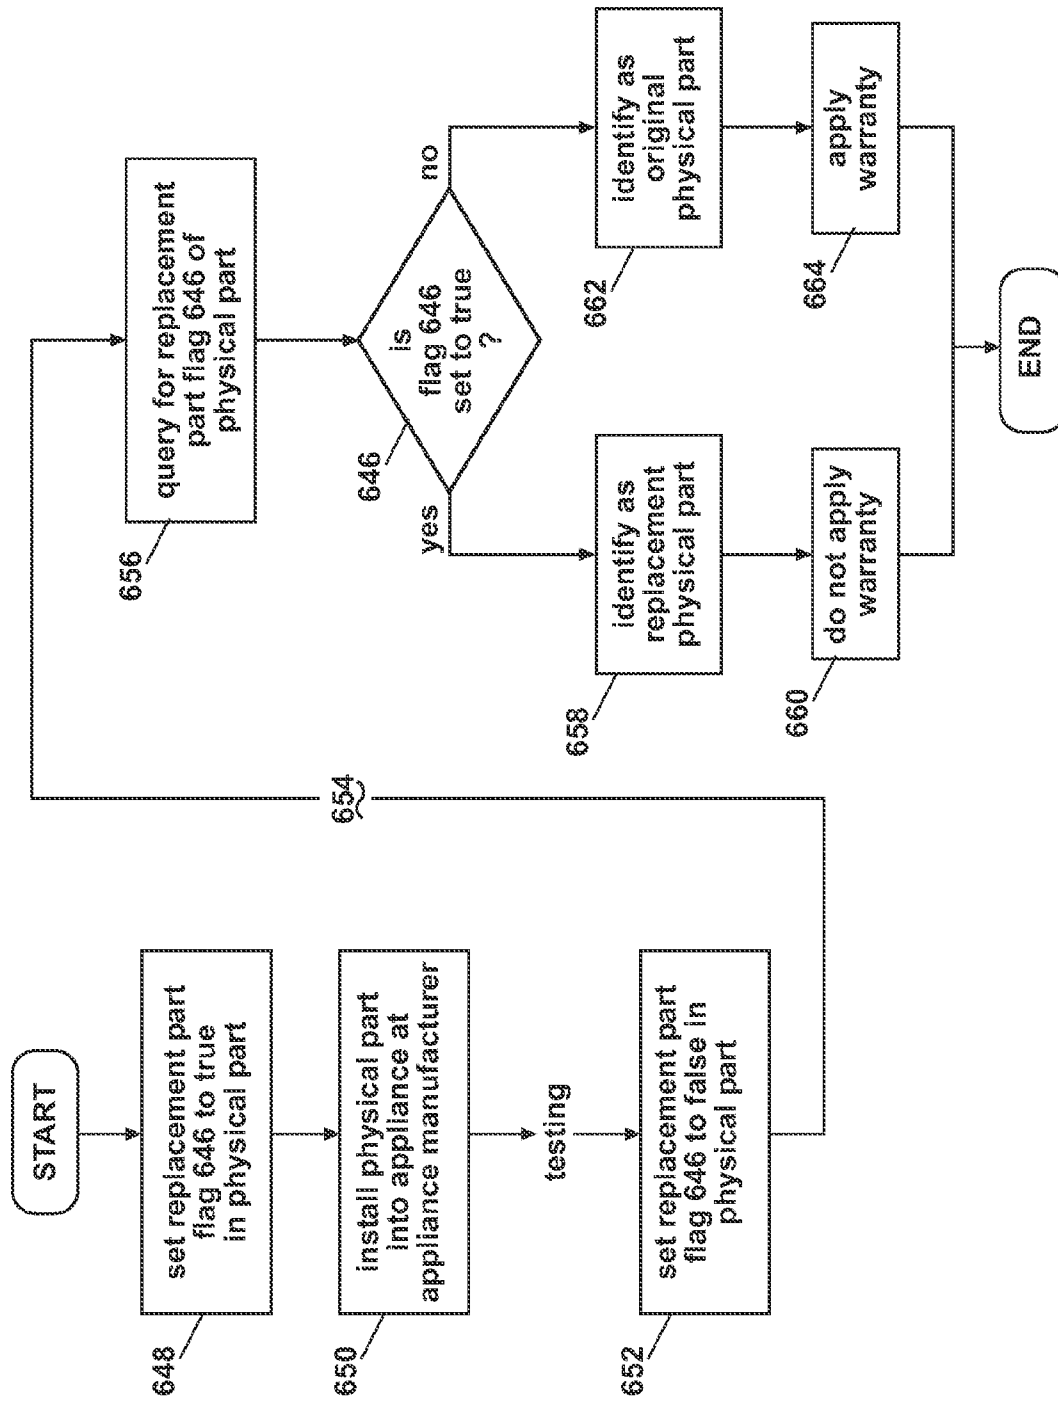 START
set replacement part
flag 646 to true
in physical part
648
install physical part
into appliance at
appliance manufacturer
650
testing
set replacement part
flag 646 to false in
physical part
652
654
query for replacement
part flag 646 of
physical part
656
is
flag 646
set to true
?
646
yes
no
identify as
replacement
physical part
658
do not apply
warranty
660
identify as
original
physical part
662
apply
warranty
664
END